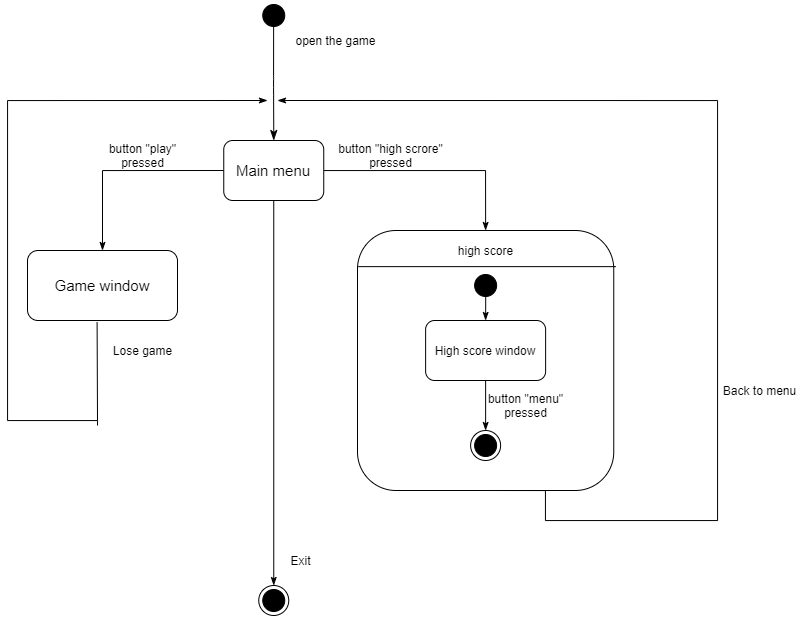 open the game
button "play"
pressed
button "high scrore"
pressed
Main menu
high score
Game window
High score window
Lose game
button "menu"
pressed
Back to menu
Exit